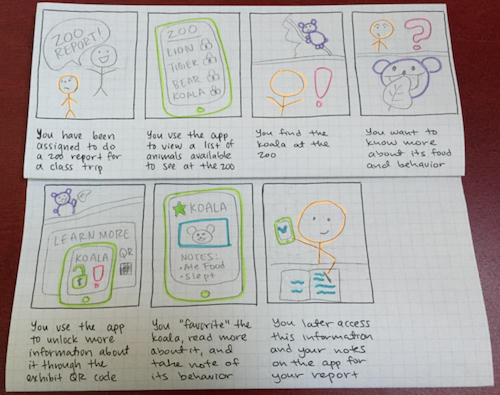 ZOO
REPORT!
You have been
assigned to do
a zoo report for
a class trip
ZOO
LION
TIGER
BEAR
KOALA
You use the app
to view a list of
animals available
to see at the zoo
!
You find the
koala at the
zoo
?
You want to
know more
about its food
and behavior
LEARN MORE
KOALA
!
QR
You use the app
to unlock more
information about
it through the
exhibit QR code
KOALA
NOTES:
• Ate Food
• Slept
You "favorite" the
koala, read more
about it, and
take note of
its behavior
You later access
this information
and your notes
on the app for
your report